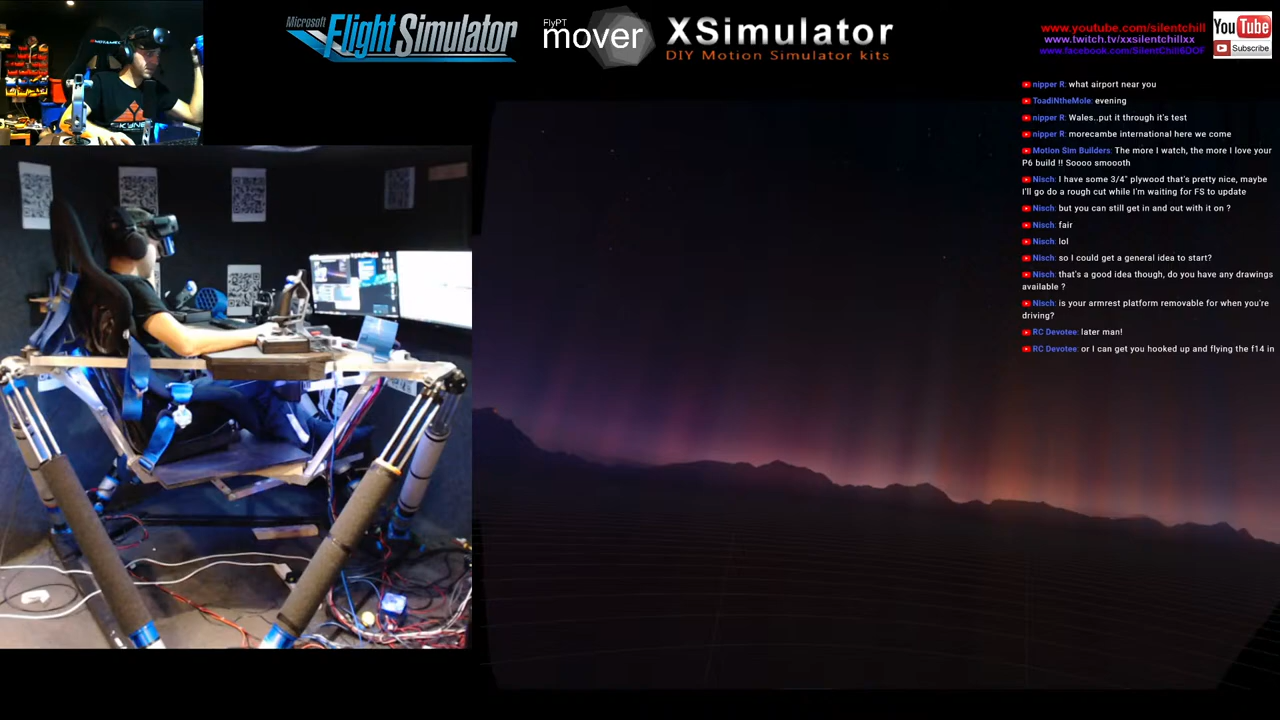 Microsoft
Flight Simulator
FlyPT
mover
XSimulator
DIY Motion Simulator kits
www.youtube.com/silentchill
www.twitch.tv/xxsilentchillxx
www.facebook.com/SilentChill6DOF
You Tube
Subscribe
nipper R: what airport near you
ToadiNtheMole: evening
nipper R: Wales..put it through it's test
nipper R: morecambe international here we come
Motion Sim Builders: The more I watch, the more I love your
P6 build !! Soooo smoooth
Nisch: I have some 3/4" plywood that's pretty nice, maybe
I'll go do a rough cut while I'm waiting for FS to update
Nisch: but you can still get in and out with it on ?
Nisch: fair
Nisch: lol
Nisch: so I could get a general idea to start?
Nisch: that's a good idea though, do you have any drawings
available ?
Nisch: is your armrest platform removable for when you're
driving?
RC Devotee: later man!
RC Devotee: or I can get you hooked up and flying the f14 in